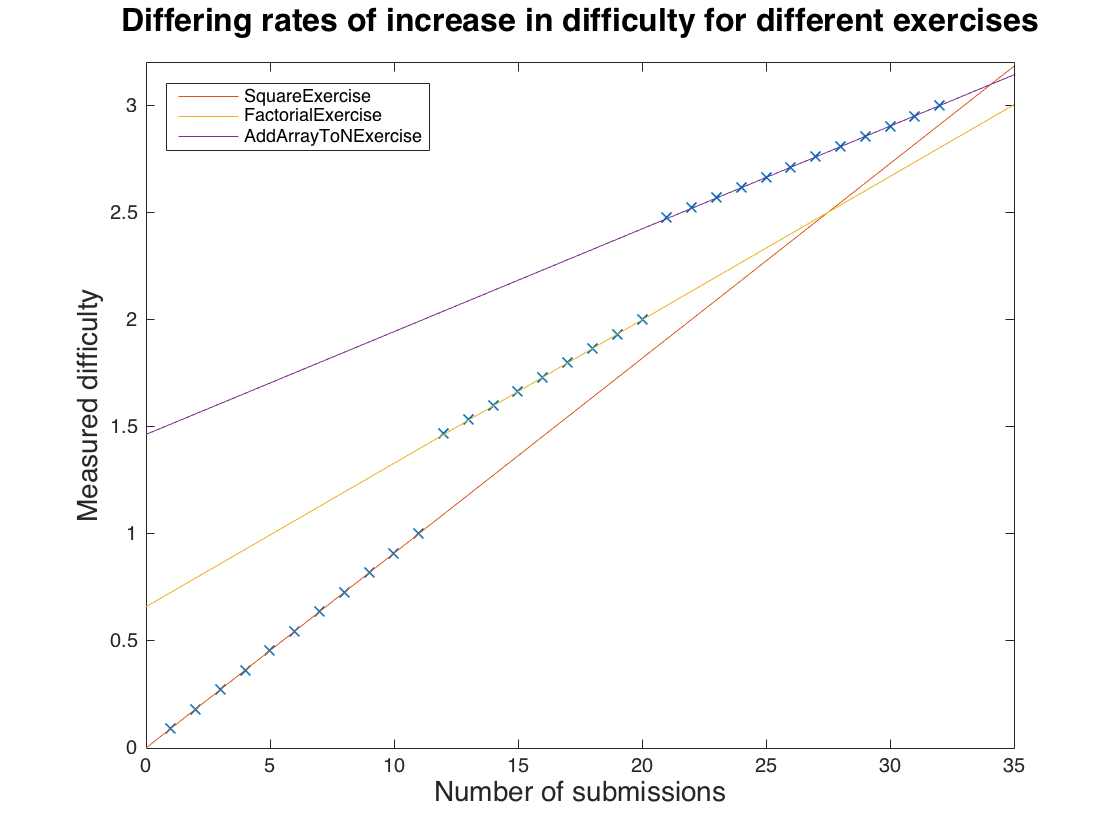 Differing rates of increase in difficulty for different exercises
SquareExercise
FactorialExercise
AddArrayToNExercise
3
2.5
2
1.5
1
0.5
0
Measured difficulty
0 5 10 15 20 25 30 35
Number of submissions